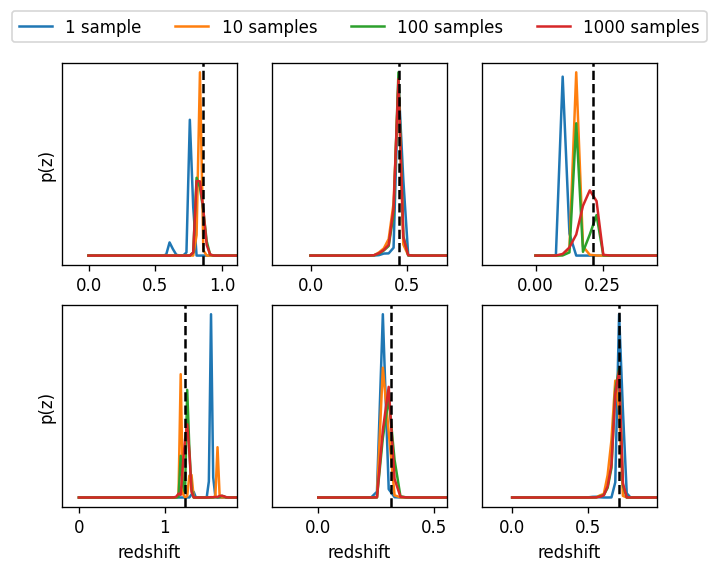 1 sample 10 samples 100 samples 1000 samples
p(z)
0.0 0.5 1.0
0.0 0.5
0.00 0.25
p(z)
0 1
0.0 0.5
0.0 0.5
redshift redshift redshift